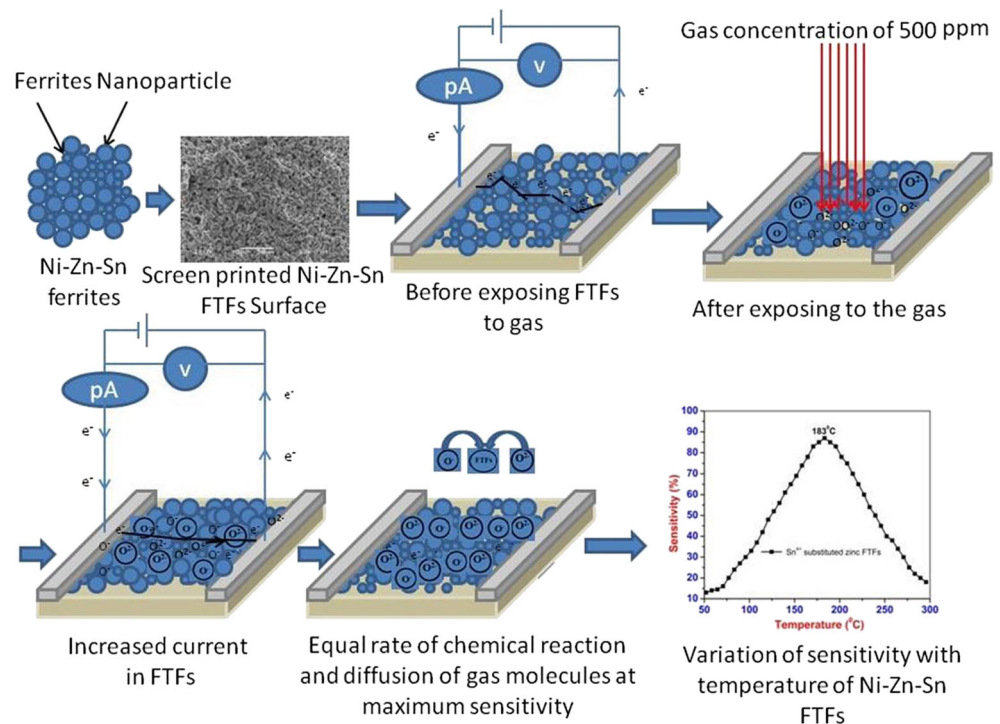 Gas concentration of 500 ppm
Ferrites Nanoparticle
v
pA
e-
e-
Ni-Zn-Sn
ferrites
Screen printed Ni-Zn-Sn
FTFs Surface
Before exposing FTFs
to gas
After exposing to the gas
v
pA
e-
e-
e-
e-
O- FTFs O2-
Increased current
in FTFs
Equal rate of chemical reaction
and diffusion of gas molecules at
maximum sensitivity
Sensitivity (%)
100
90
80
70
60
50
40
30
20
10
183⁰C
Sn⁴⁺ substituted zinc FTFs
50 100 150 200 250 300
Temperature (⁰C)
Variation of sensitivity with
temperature of Ni-Zn-Sn
FTFs